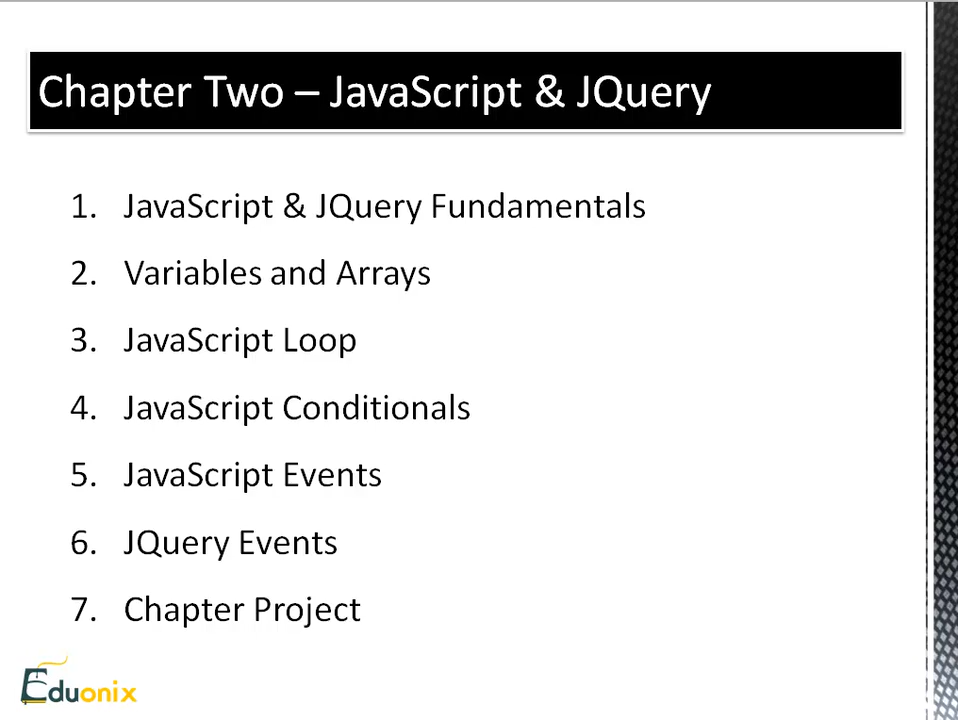 Chapter Two – JavaScript & JQuery
1. JavaScript & JQuery Fundamentals
2. Variables and Arrays
3. JavaScript Loop
4. JavaScript Conditionals
5. JavaScript Events
6. JQuery Events
7. Chapter Project
Eduonix